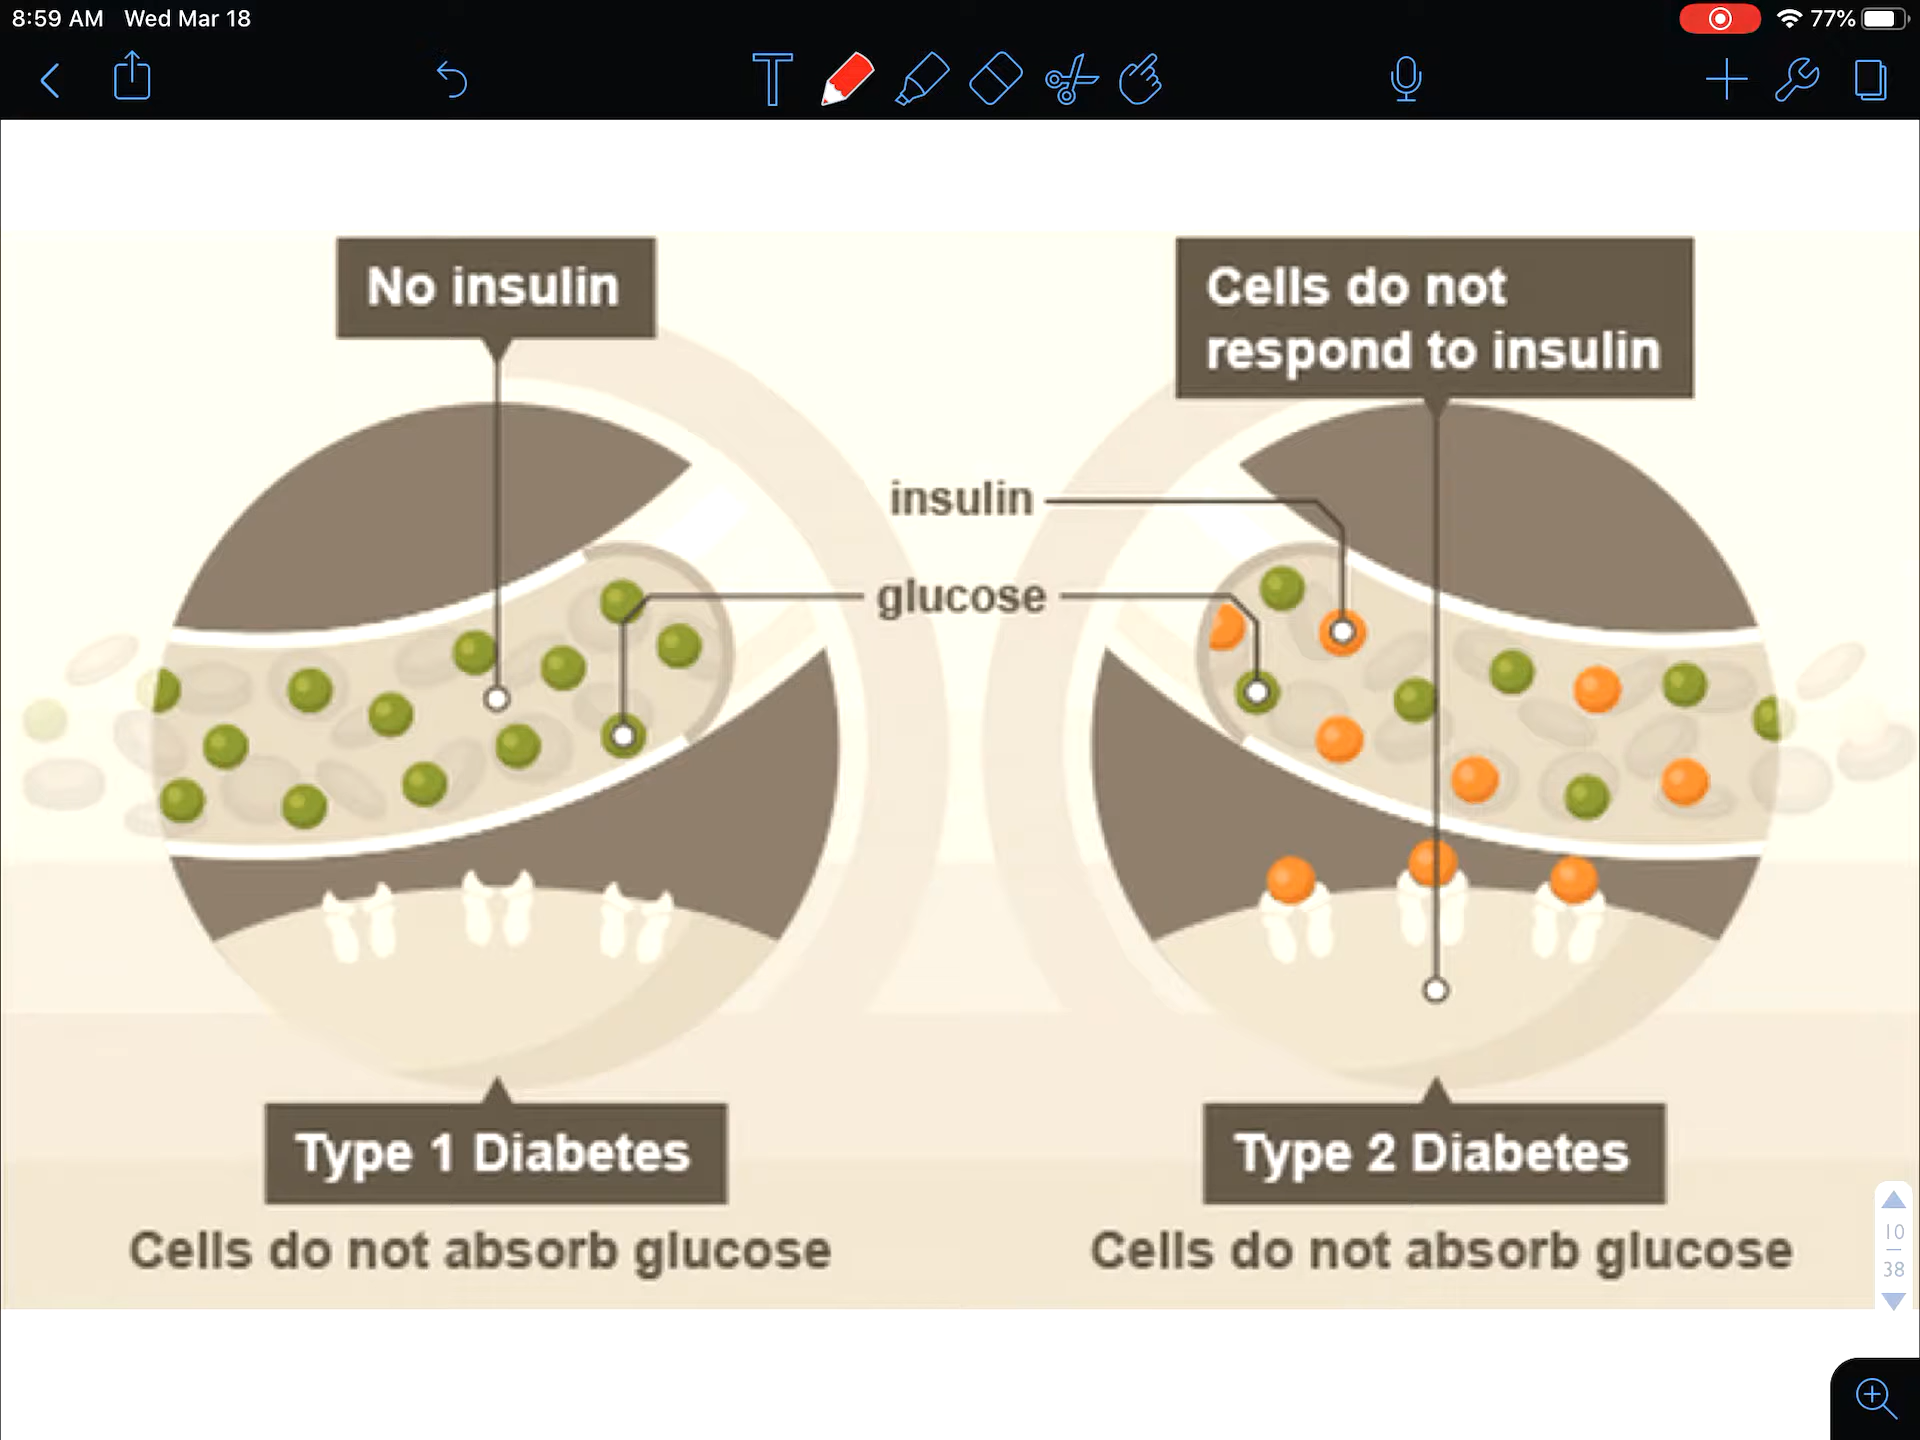 8:59 AM Wed Mar 18
77%
T
No insulin
Cells do not
respond to insulin
insulin
glucose
Type 1 Diabetes
Type 2 Diabetes
Cells do not absorb glucose
Cells do not absorb glucose
10
38